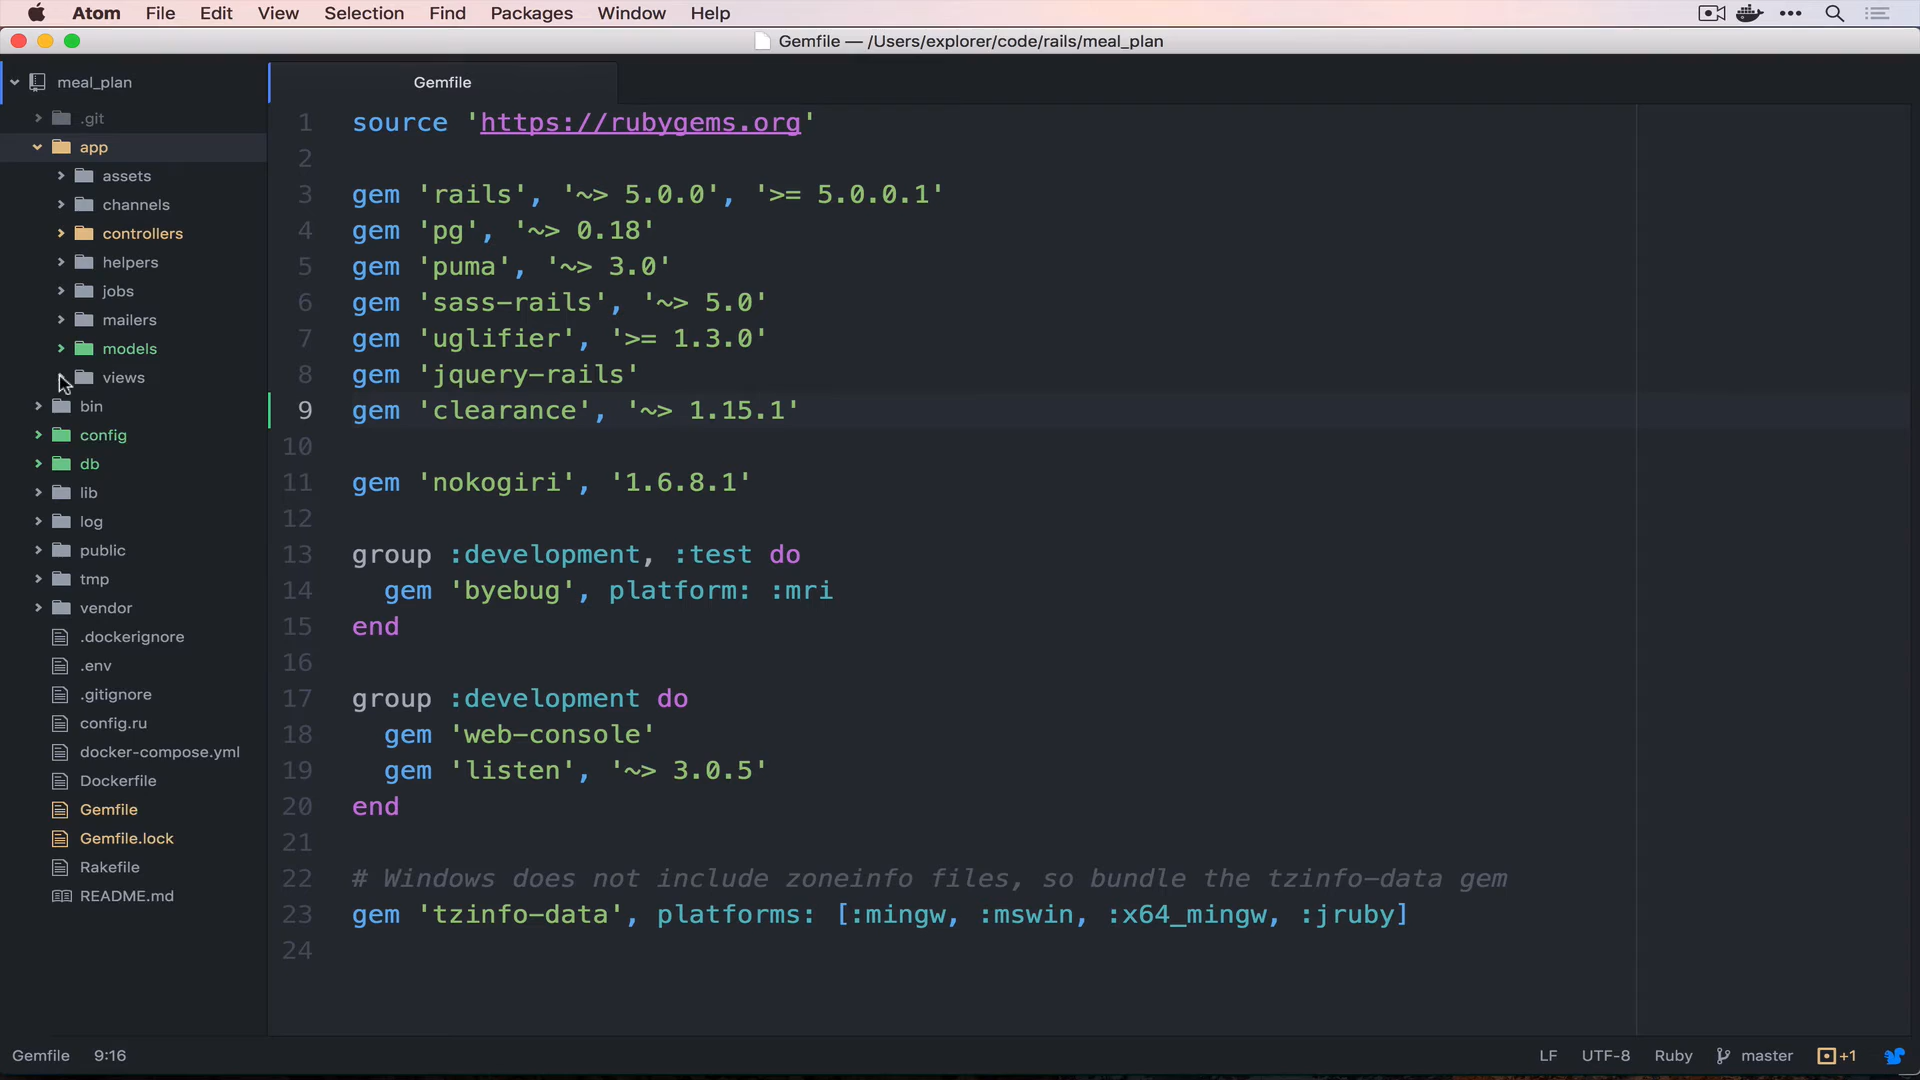 Atom File Edit View Selection Find Packages Window Help
Gemfile — /Users/explorer/code/rails/meal_plan
meal_plan
.git
app
assets
channels
controllers
helpers
jobs
mailers
models
views
bin
config
db
lib
log
public
tmp
vendor
.dockerignore
.env
.gitignore
config.ru
docker-compose.yml
Dockerfile
Gemfile
Gemfile.lock
Rakefile
README.md
Gemfile
1 source 'https://rubygems.org'
2
3 gem 'rails', '~> 5.0.0', '>= 5.0.0.1'
4 gem 'pg', '~> 0.18'
5 gem 'puma', '~> 3.0'
6 gem 'sass-rails', '~> 5.0'
7 gem 'uglifier', '>= 1.3.0'
8 gem 'jquery-rails'
9 gem 'clearance', '~> 1.15.1'
10
11 gem 'nokogiri', '1.6.8.1'
12
13 group :development, :test do
14 gem 'byebug', platform: :mri
15 end
16
17 group :development do
18 gem 'web-console'
19 gem 'listen', '~> 3.0.5'
20 end
21
22 # Windows does not include zoneinfo files, so bundle the tzinfo-data gem
23 gem 'tzinfo-data', platforms: [:mingw, :mswin, :x64_mingw, :jruby]
24
Gemfile 9:16 LF UTF-8 Ruby master +1